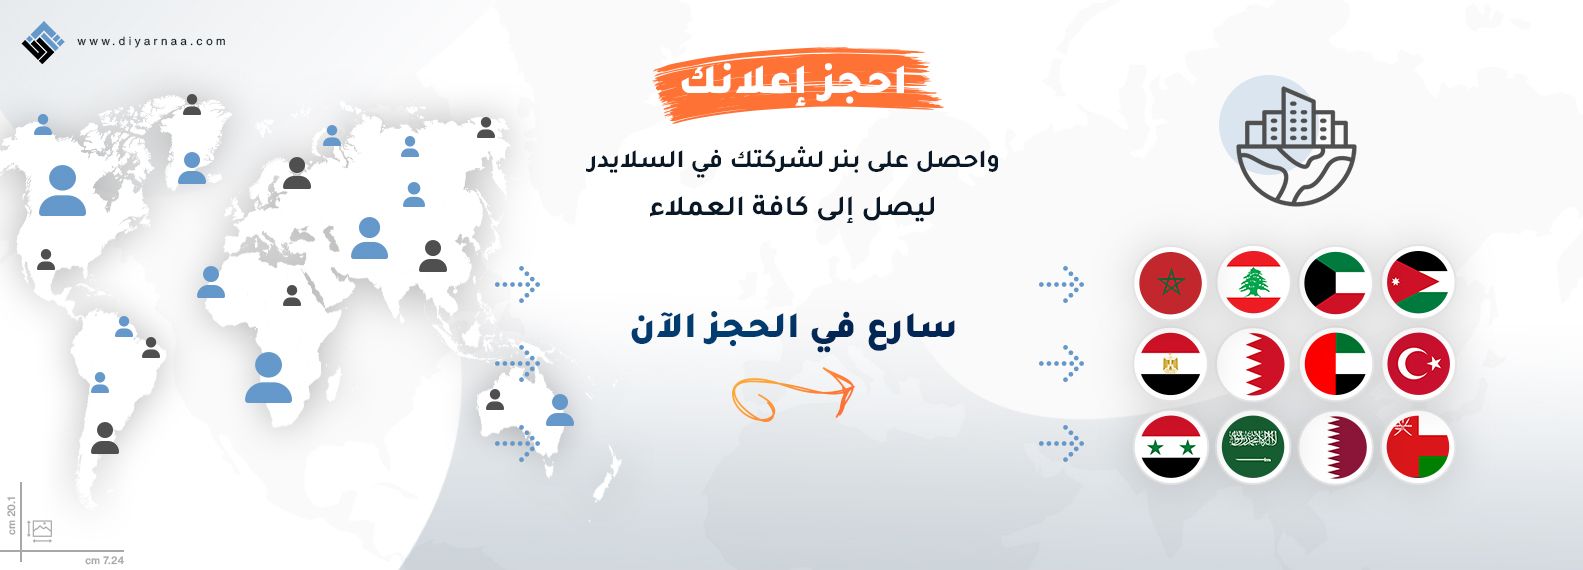 www.diyarnaa.com
احجز إعلانك
واحصل على بنر لشركتك في السلايدر
ليصل إلى كافة العملاء
سارع في الحجز الآن
cm 20.1
cm 7.24